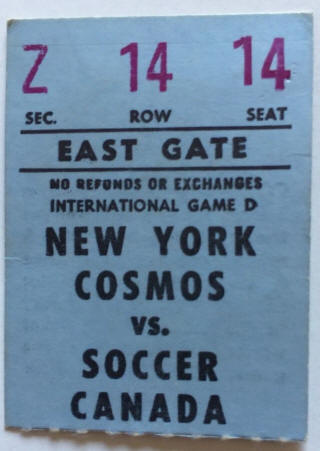 Z 14 14
SEC. ROW SEAT
EAST GATE
NO REFUNDS OR EXCHANGES
INTERNATIONAL GAME D
NEW YORK
COSMOS
VS.
SOCCER
CANADA